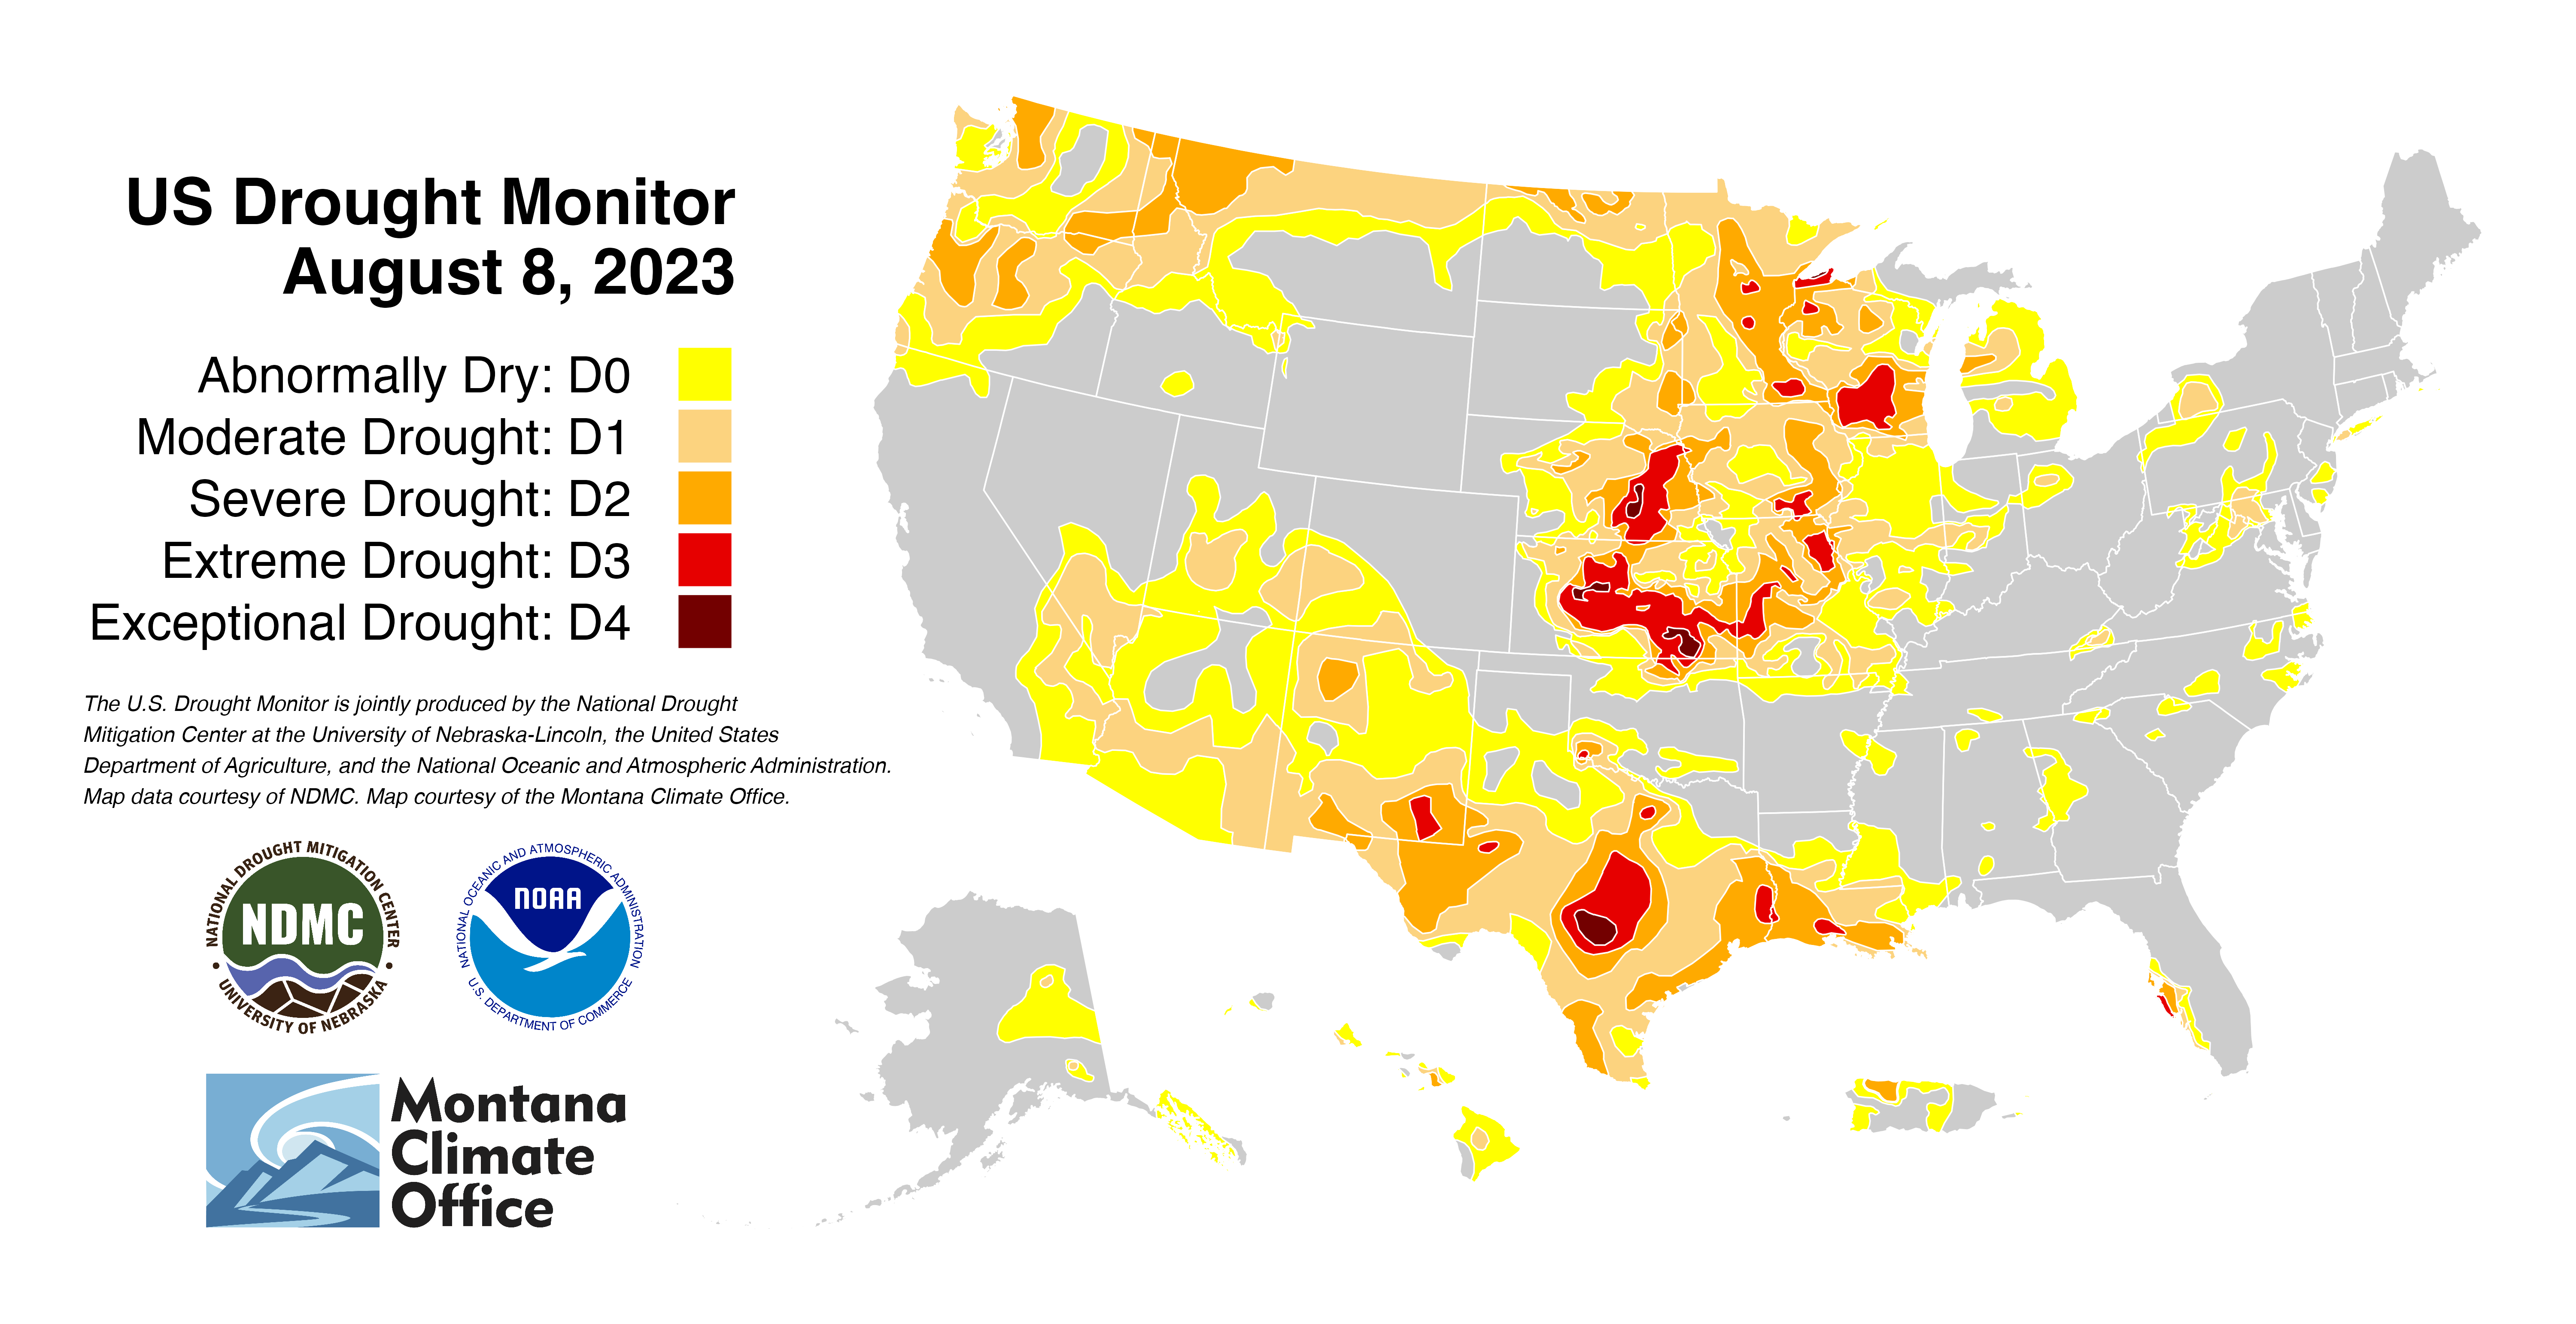 US Drought Monitor
August 8, 2023
Abnormally Dry: D0
Moderate Drought: D1
Severe Drought: D2
Extreme Drought: D3
Exceptional Drought: D4
The U.S. Drought Monitor is jointly produced by the National Drought
Mitigation Center at the University of Nebraska-Lincoln, the United States
Department of Agriculture, and the National Oceanic and Atmospheric Administration.
Map data courtesy of NDMC. Map courtesy of the Montana Climate Office.
NATIONAL DROUGHT MITIGATION CENTER
NDMC
• UNIVERSITY OF NEBRASKA •
NATIONAL OCEANIC AND ATMOSPHERIC ADMINISTRATION
NOAA
U.S. DEPARTMENT OF COMMERCE
Montana
Climate
Office